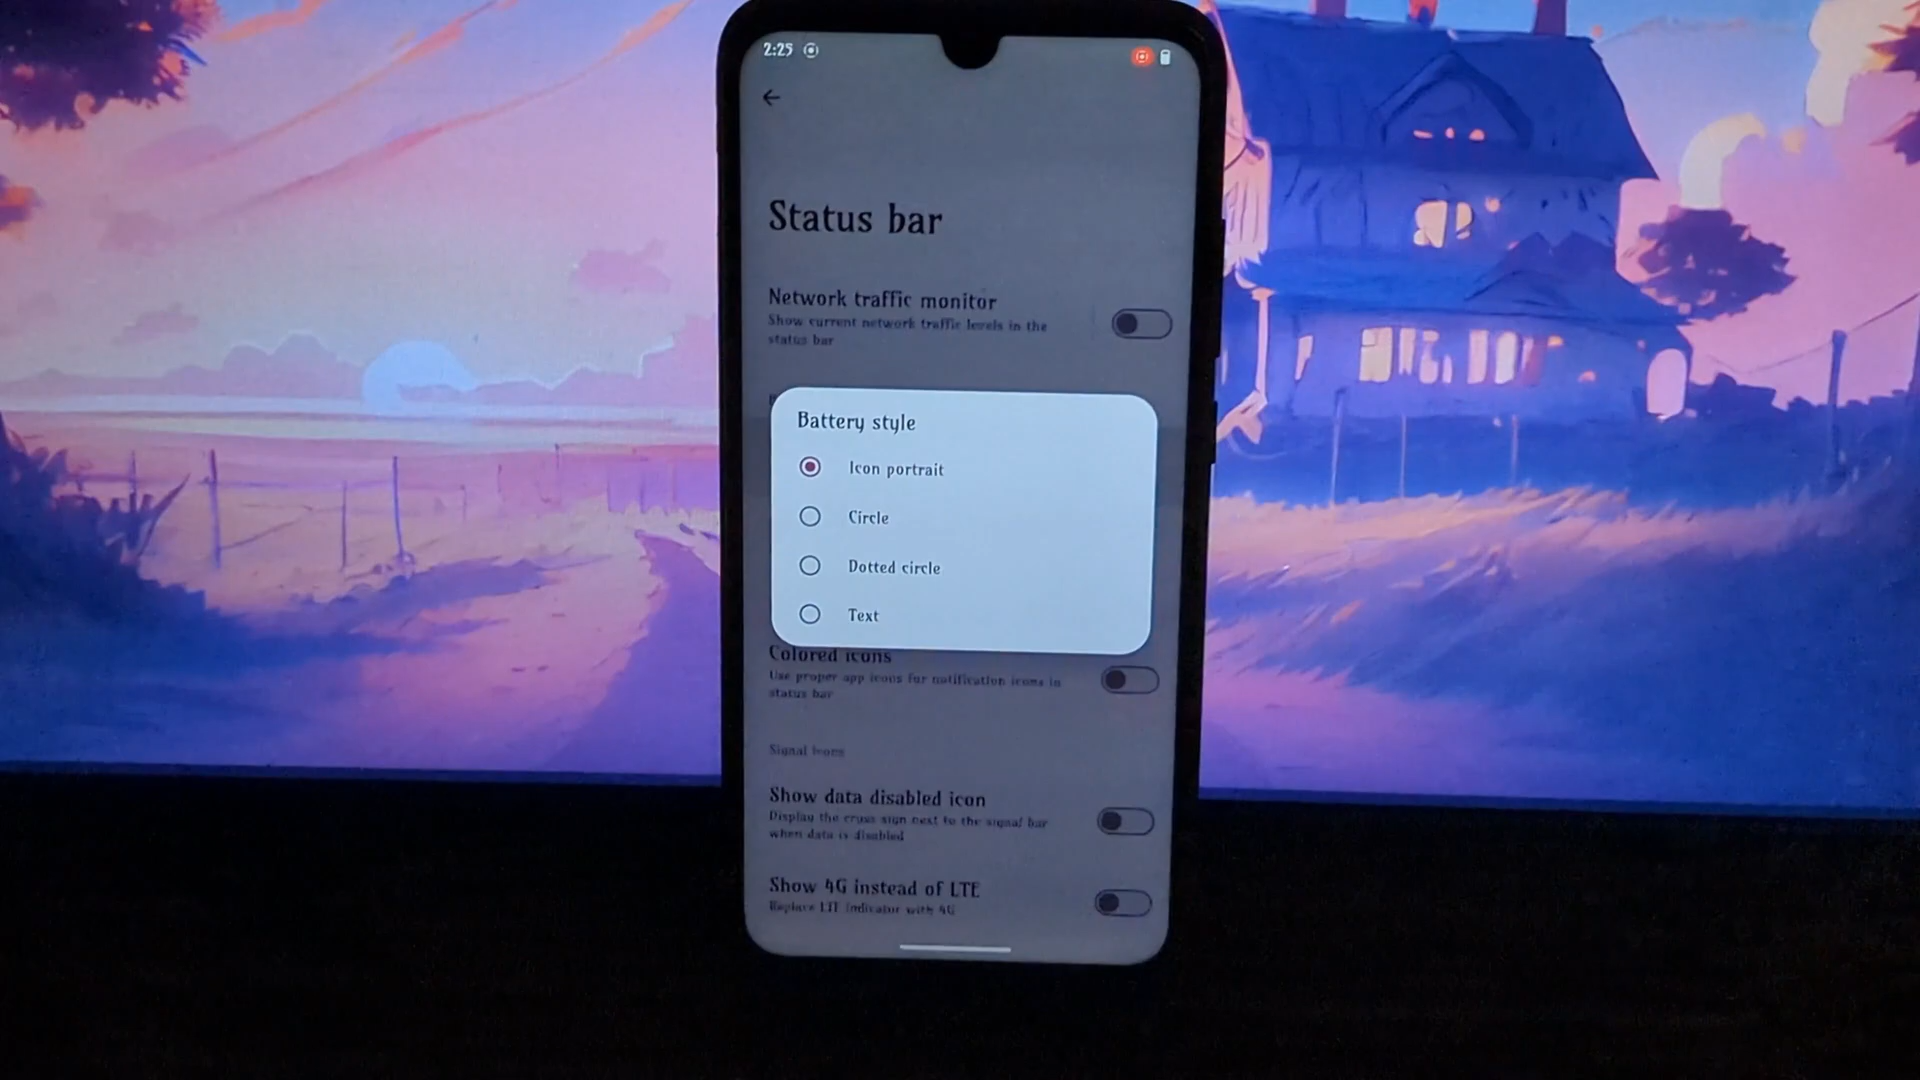 2:25
Status bar
Network traffic monitor
Show current network traffic levels in the
status bar
Battery style
Icon portrait
Circle
Dotted circle
Text
Colored icons
Use proper app icons for notification icons in
status bar
Signal icons
Show data disabled icon
Display the cross sign next to the signal bar
when data is disabled
Show 4G instead of LTE
Replace LTE indicator with 4G